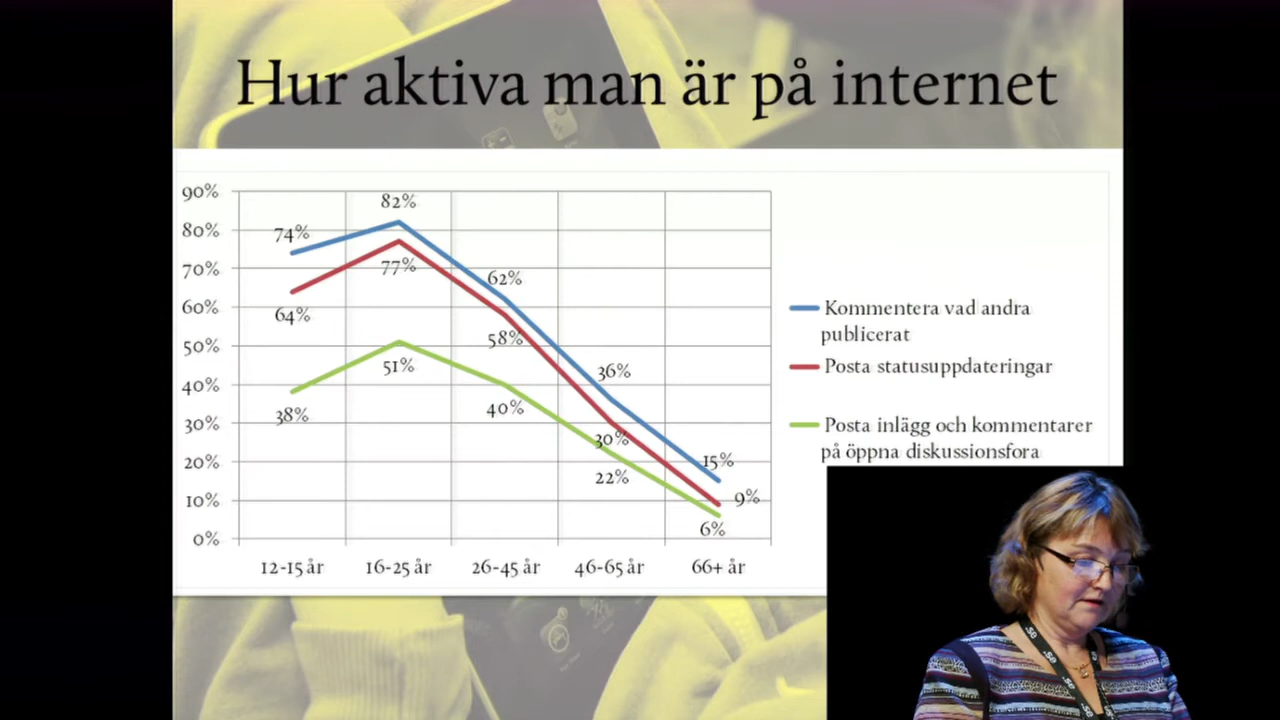 Hur aktiva man är på internet
90%
80%
70%
60%
50%
40%
30%
20%
10%
0%
74%
82%
62%
36%
15%
64%
77%
58%
30%
9%
38%
51%
40%
22%
6%
12-15 år
16-25 år
26-45 år
46-65 år
66+ år
Kommentera vad andra
publicerat
Posta statusuppdateringar
Posta inlägg och kommentarer
på öppna diskussionsfora
.se
.se
.se